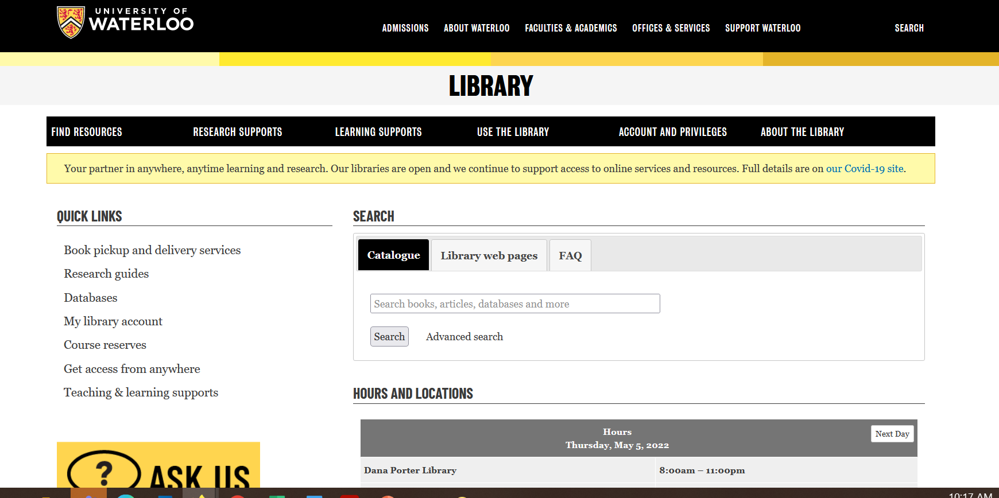 UNIVERSITY OF
WATERLOO
ADMISSIONS ABOUT WATERLOO FACULTIES & ACADEMICS OFFICES & SERVICES SUPPORT WATERLOO SEARCH
LIBRARY
FIND RESOURCES RESEARCH SUPPORTS LEARNING SUPPORTS USE THE LIBRARY ACCOUNT AND PRIVILEGES ABOUT THE LIBRARY
Your partner in anywhere, anytime learning and research. Our libraries are open and we continue to support access to online services and resources. Full details are on our Covid-19 site.
QUICK LINKS
Book pickup and delivery services
Research guides
Databases
My library account
Course reserves
Get access from anywhere
Teaching & learning supports
? ASK US
SEARCH
Catalogue Library web pages FAQ
Search books, articles, databases and more
Search Advanced search
HOURS AND LOCATIONS
Hours
Thursday, May 5, 2022
Next Day
Dana Porter Library 8:00am – 11:00pm
10:17 AM